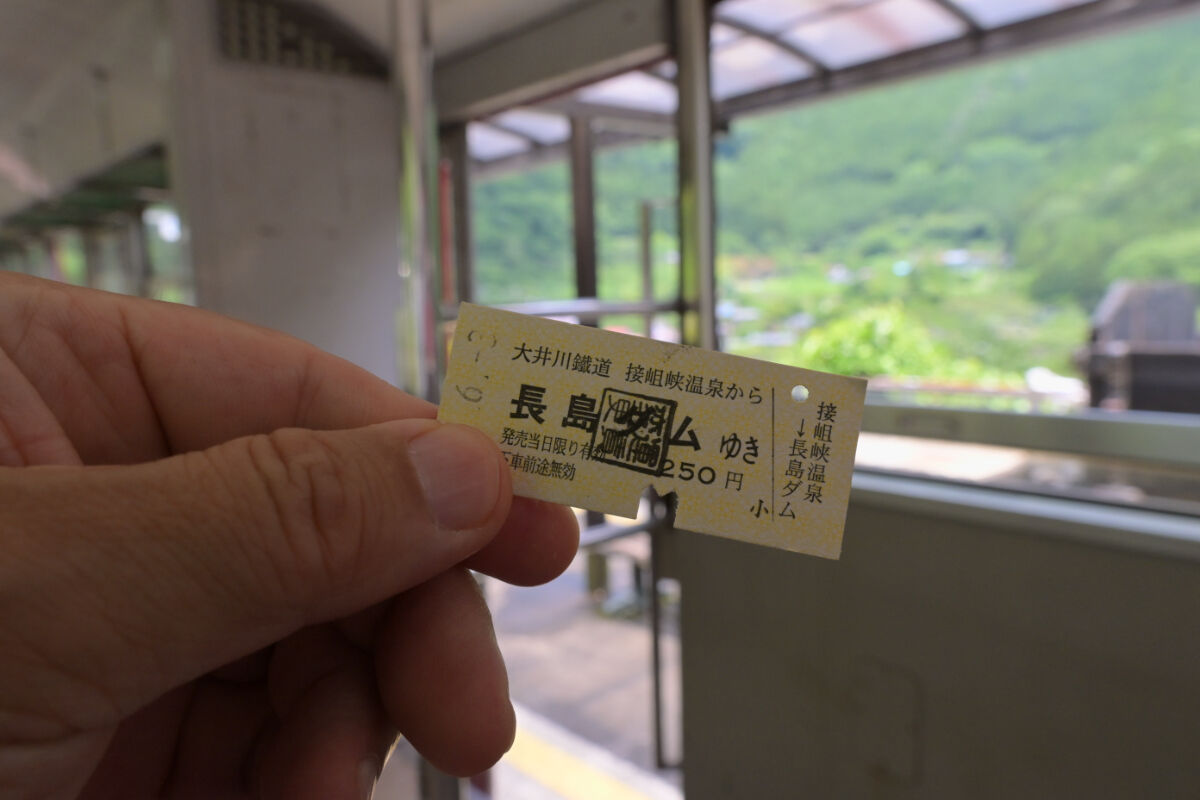 大井川鐵道 接岨峡温泉から
長島ダム ゆき
発売当日限り有効
下車前途無効
250円
小
接岨峡温泉
→長島ダム